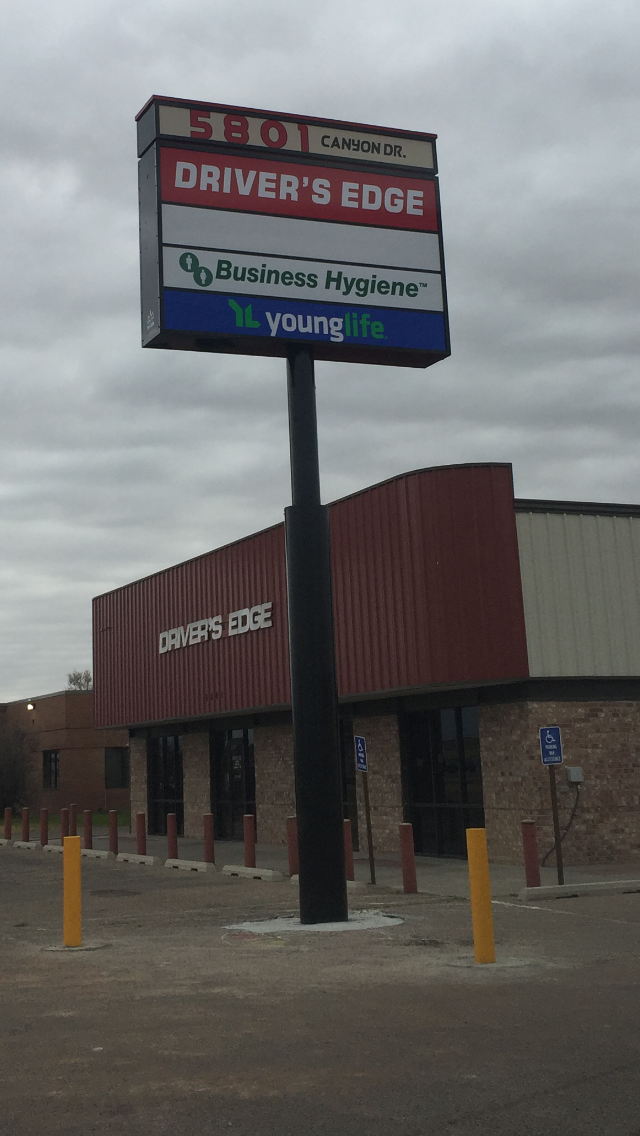 5801 CANYON DR.
DRIVER'S EDGE
Business Hygiene™
younglife
DRIVER'S EDGE